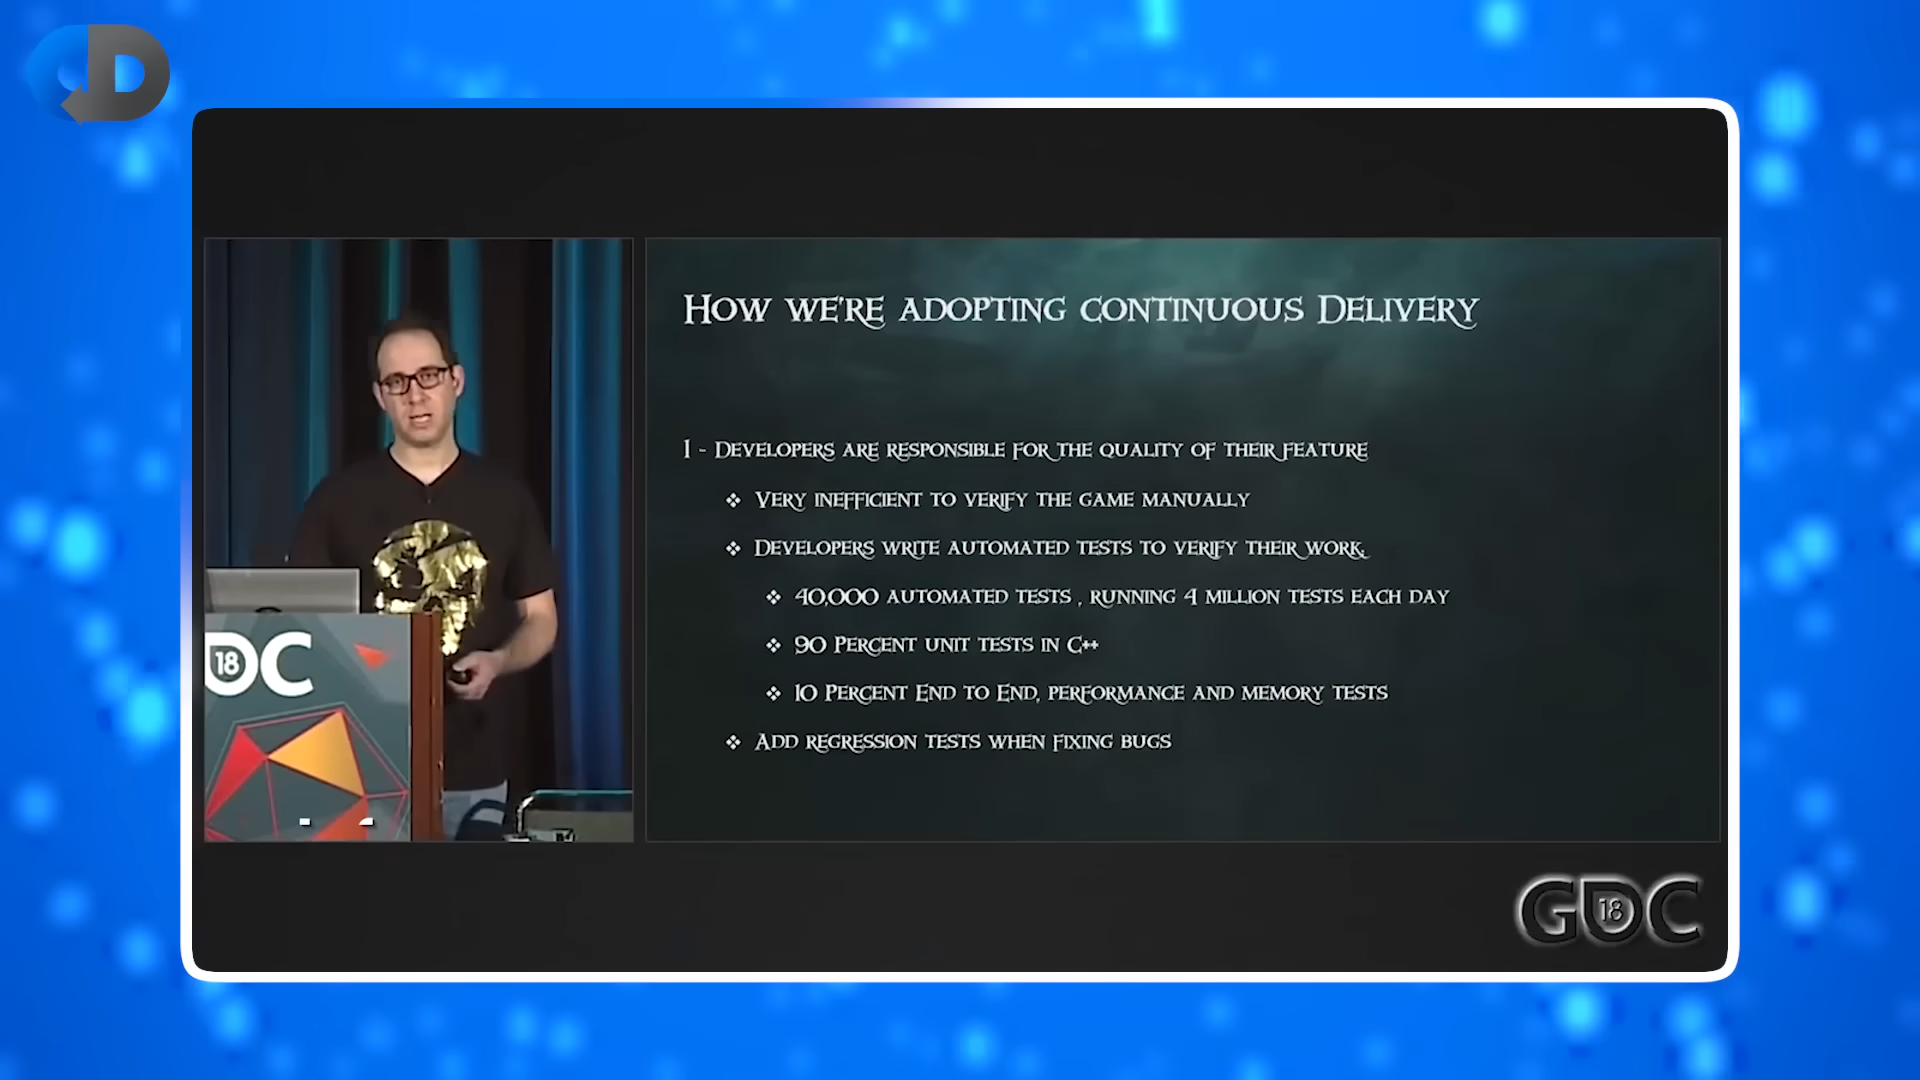 HOW WE'RE ADOPTING CONTINUOUS DELIVERY
1 - DEVELOPERS ARE RESPONSIBLE FOR THE QUALITY OF THEIR FEATURE
❖ VERY INEFFICIENT TO VERIFY THE GAME MANUALLY
❖ DEVELOPERS WRITE AUTOMATED TESTS TO VERIFY THEIR WORK.
❖ 40,000 AUTOMATED TESTS , RUNNING 4 MILLION TESTS EACH DAY
❖ 90 PERCENT UNIT TESTS IN C++
❖ 10 PERCENT END TO END, PERFORMANCE AND MEMORY TESTS
❖ ADD REGRESSION TESTS WHEN FIXING BUGS
DC
18
GDC
18